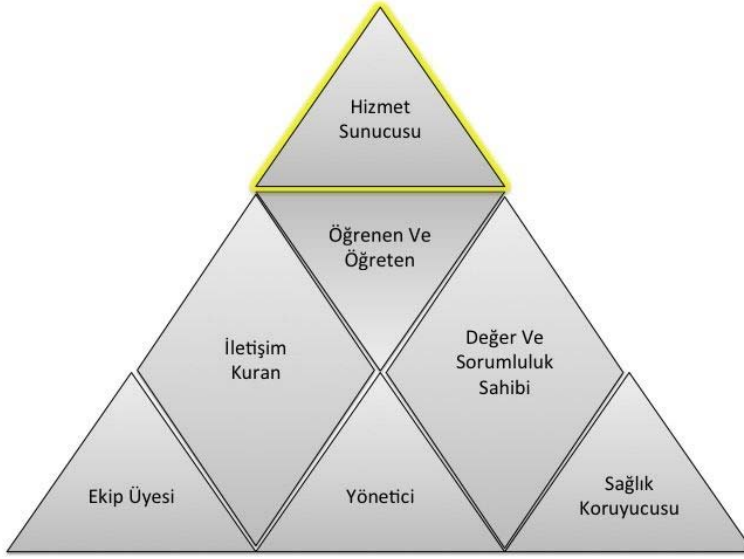 Hizmet
Sunucusu
Öğrenen Ve
Öğreten
İletişim
Kuran
Değer Ve
Sorumluluk
Sahibi
Ekip Üyesi
Yönetici
Sağlık
Koruyucusu